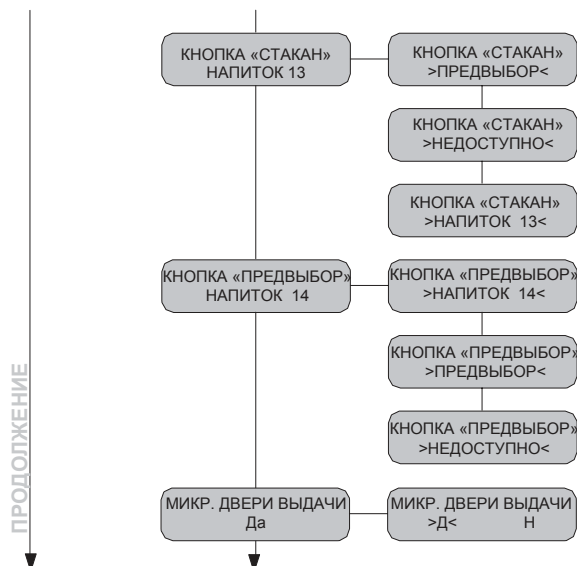 КНОПКА «СТАКАН»
НАПИТОК 13
КНОПКА «СТАКАН»
>ПРЕДВЫБОР<
КНОПКА «СТАКАН»
>НЕДОСТУПНО<
КНОПКА «СТАКАН»
>НАПИТОК 13<
КНОПКА «ПРЕДВЫБОР»
НАПИТОК 14
КНОПКА «ПРЕДВЫБОР»
>НАПИТОК 14<
КНОПКА «ПРЕДВЫБОР»
>ПРЕДВЫБОР<
КНОПКА «ПРЕДВЫБОР»
>НЕДОСТУПНО<
МИКР. ДВЕРИ ВЫДАЧИ
Да
МИКР. ДВЕРИ ВЫДАЧИ
>Д< Н
ПРОДОЛЖЕНИЕ